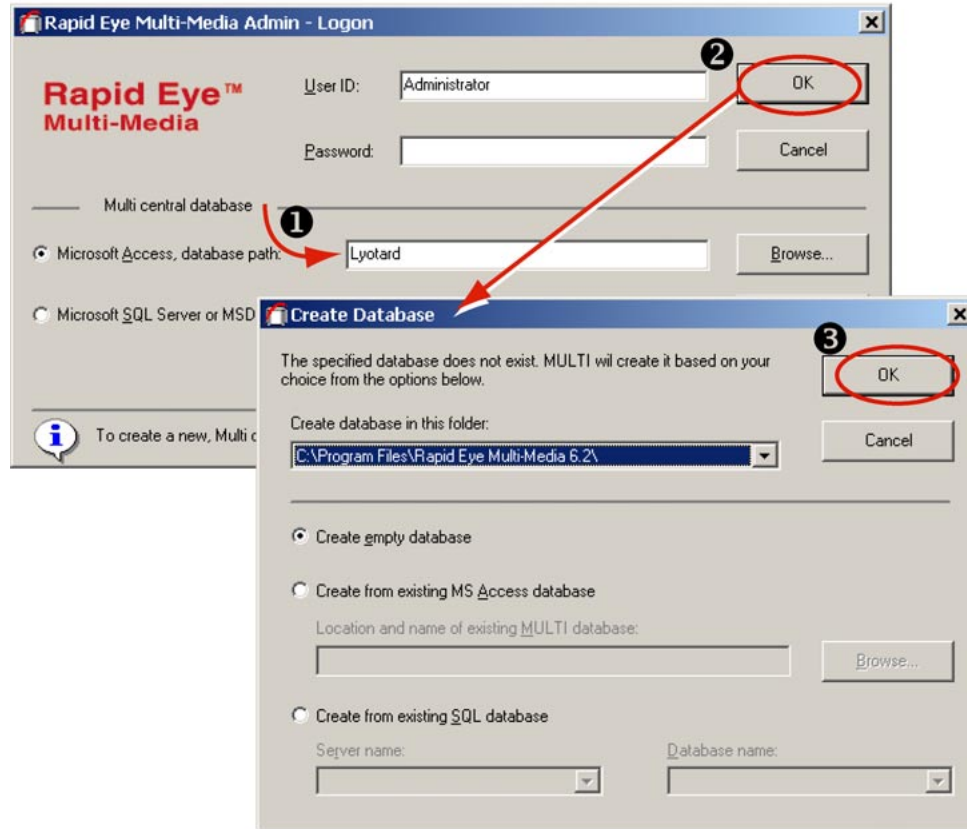 Rapid Eye Multi-Media Admin - Logon
Rapid Eye™
Multi-Media
User ID: Administrator
OK
2
Password:
Cancel
Multi central database
1
Microsoft Access, database path: Lyotard
Browse...
Microsoft SQL Server or MSD
To create a new, Multi
Create Database
3
The specified database does not exist. MULTI wil create it based on your
choice from the options below.
OK
Create database in this folder:
Cancel
C:\Program Files\Rapid Eye Multi-Media 6.2\
Create empty database
Create from existing MS Access database
Location and name of existing MULTI database:
Browse...
Create from existing SQL database
Server name:
Database name: